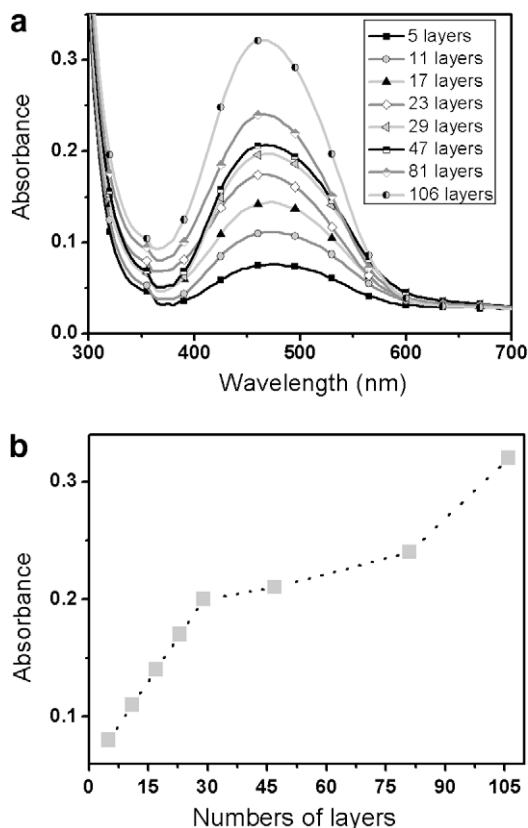 a
0.3
0.2
0.1
0.0
Absorbance
5 layers
11 layers
17 layers
23 layers
29 layers
47 layers
81 layers
106 layers
300 400 500 600 700
Wavelength (nm)
b
0.3
0.2
0.1
Absorbance
0 15 30 45 60 75 90 105
Numbers of layers